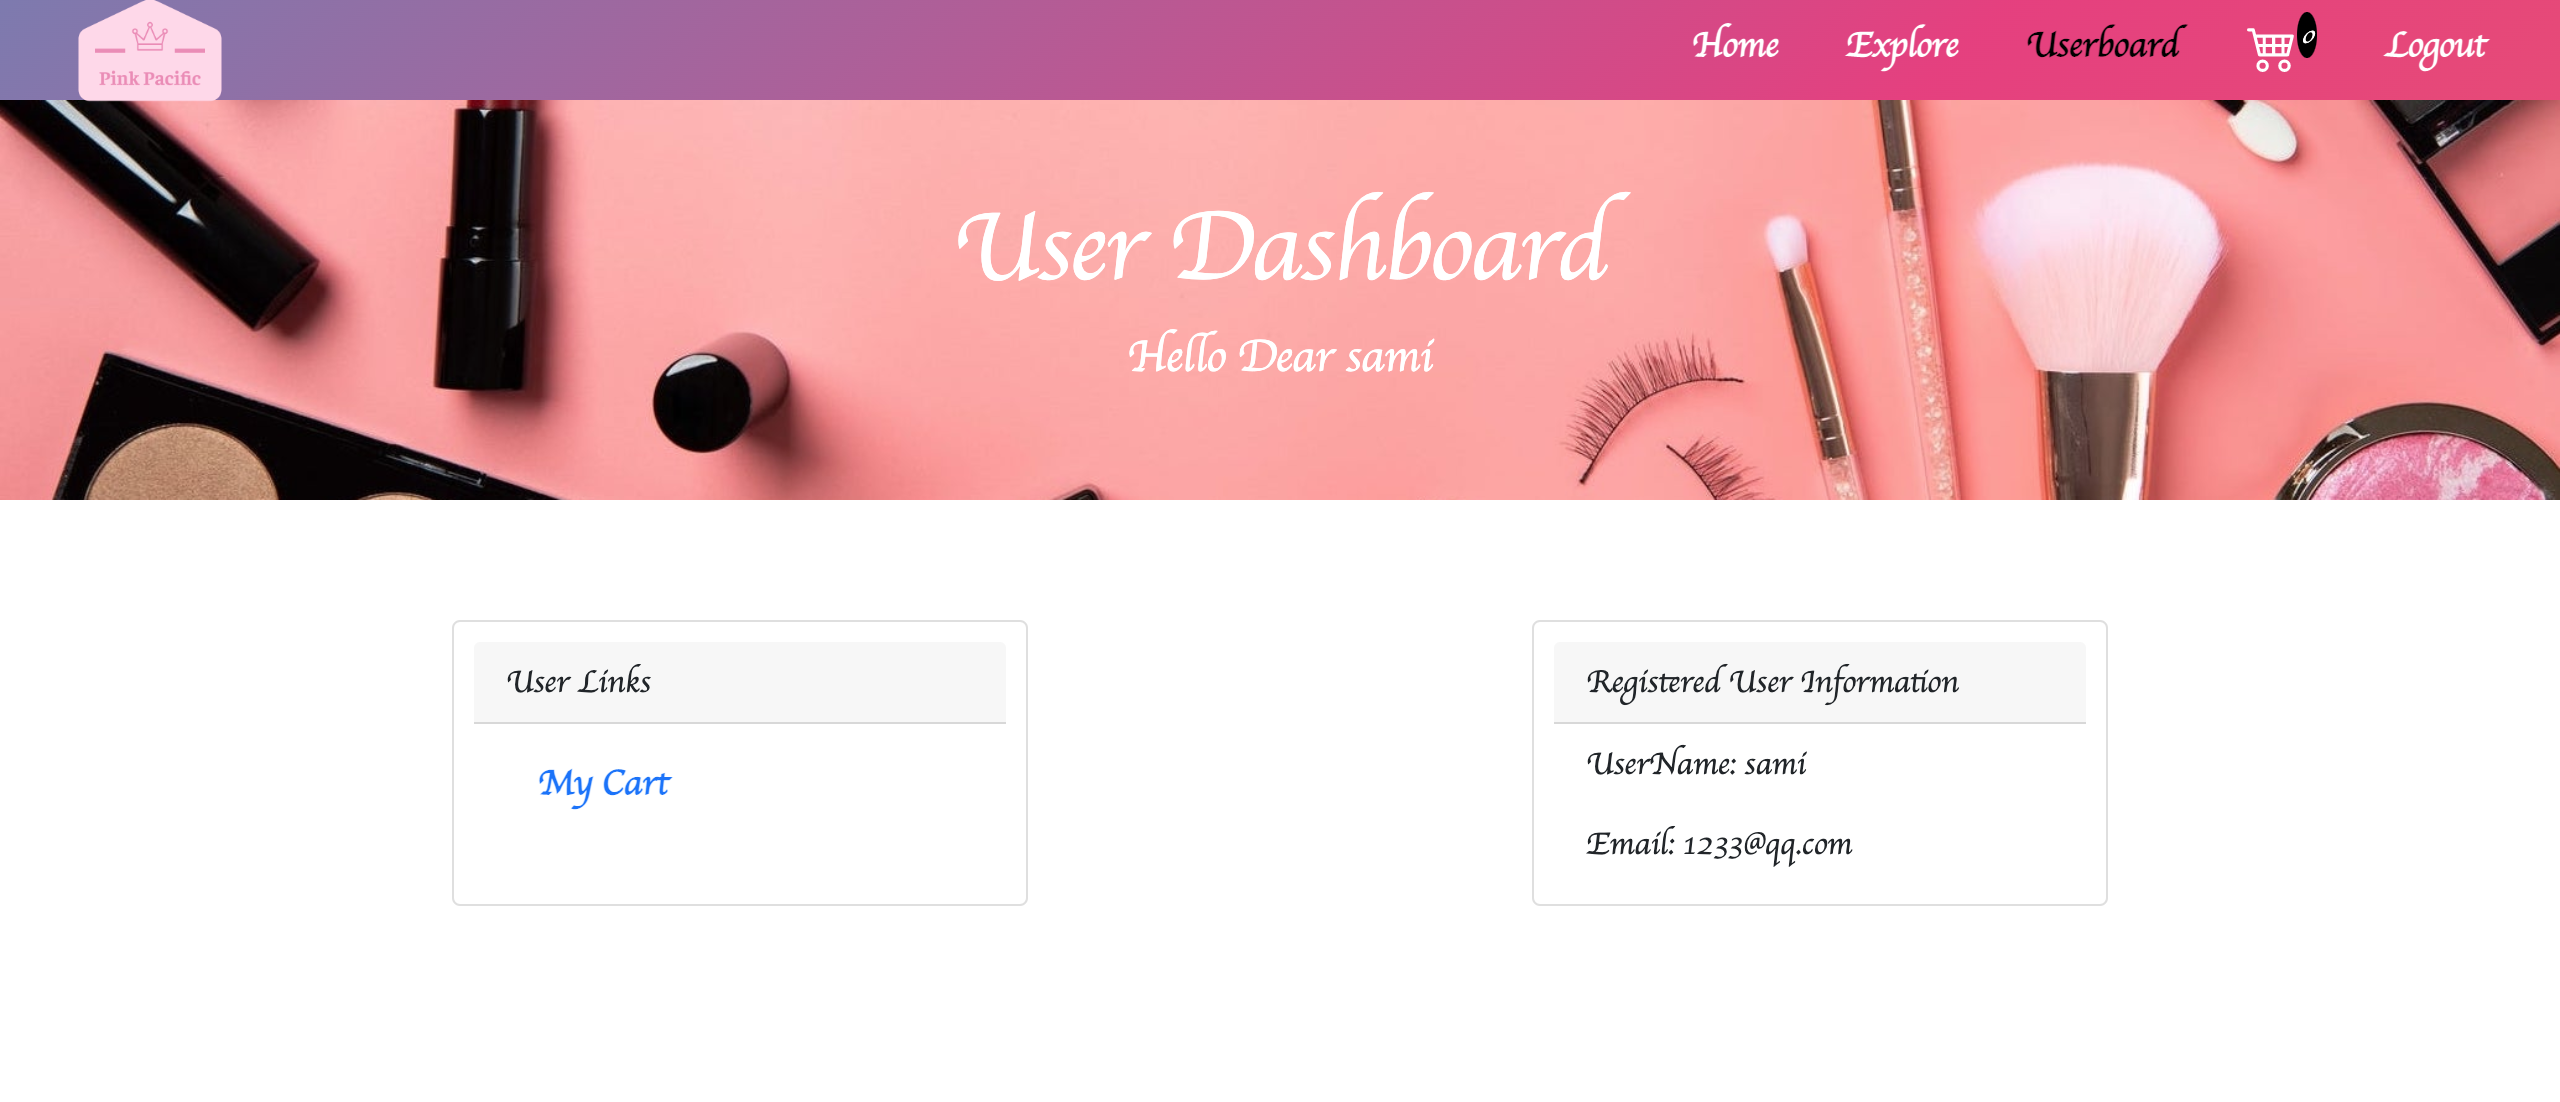 Pink Pacific
Home Explore Userboard 0 Logout
User Dashboard
Hello Dear sami
User Links
My Cart
Registered User Information
UserName: sami
Email: 1233@qq.com